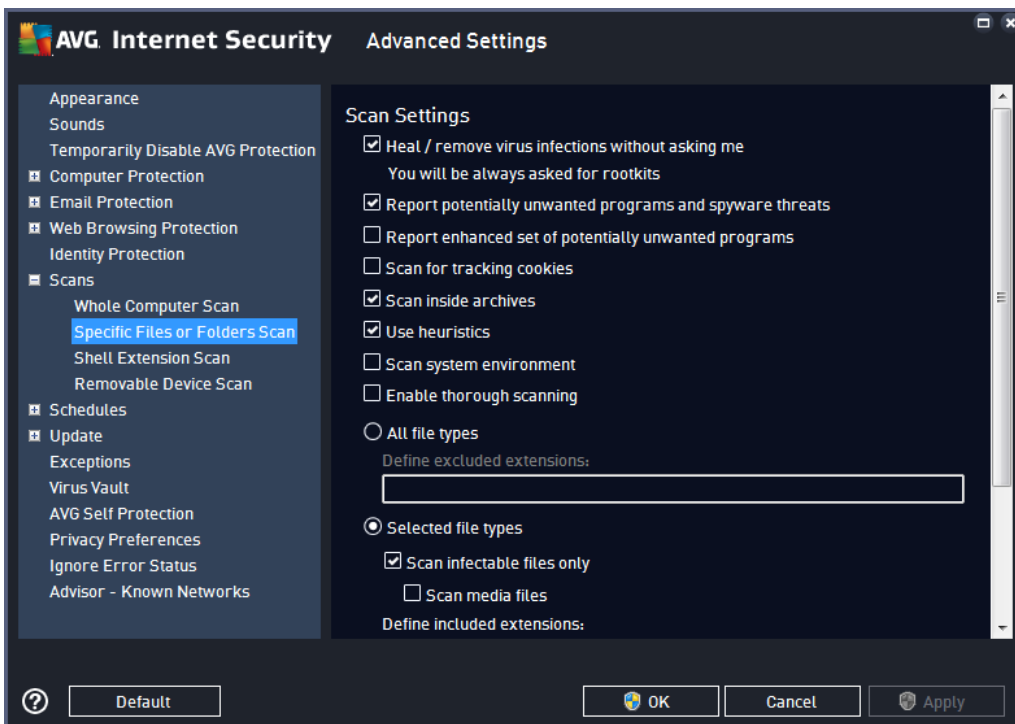 AVG Internet Security Advanced Settings
Appearance
Sounds
Temporarily Disable AVG Protection
Computer Protection
Email Protection
Web Browsing Protection
Identity Protection
Scans
Whole Computer Scan
Specific Files or Folders Scan
Shell Extension Scan
Removable Device Scan
Schedules
Update
Exceptions
Virus Vault
AVG Self Protection
Privacy Preferences
Ignore Error Status
Advisor - Known Networks
Scan Settings
Heal / remove virus infections without asking me
You will be always asked for rootkits
Report potentially unwanted programs and spyware threats
Report enhanced set of potentially unwanted programs
Scan for tracking cookies
Scan inside archives
Use heuristics
Scan system environment
Enable thorough scanning
All file types
Define excluded extensions:
Selected file types
Scan infectable files only
Scan media files
Define included extensions:
?
Default
OK
Cancel
Apply